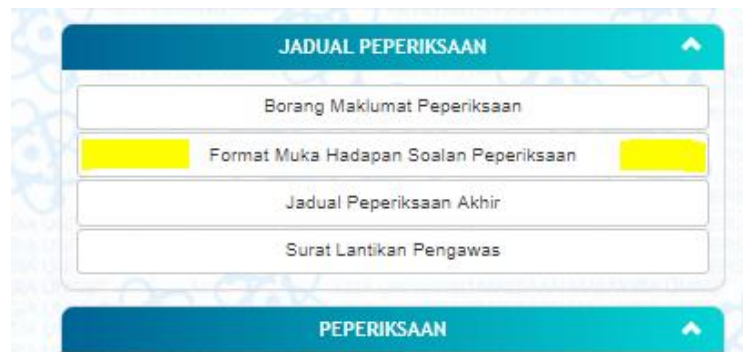 JADUAL PEPERIKSAAN
Borang Maklumat Peperiksaan
Format Muka Hadapan Soalan Peperiksaan
Jadual Peperiksaan Akhir
Surat Lantikan Pengawas
PEPERIKSAAN